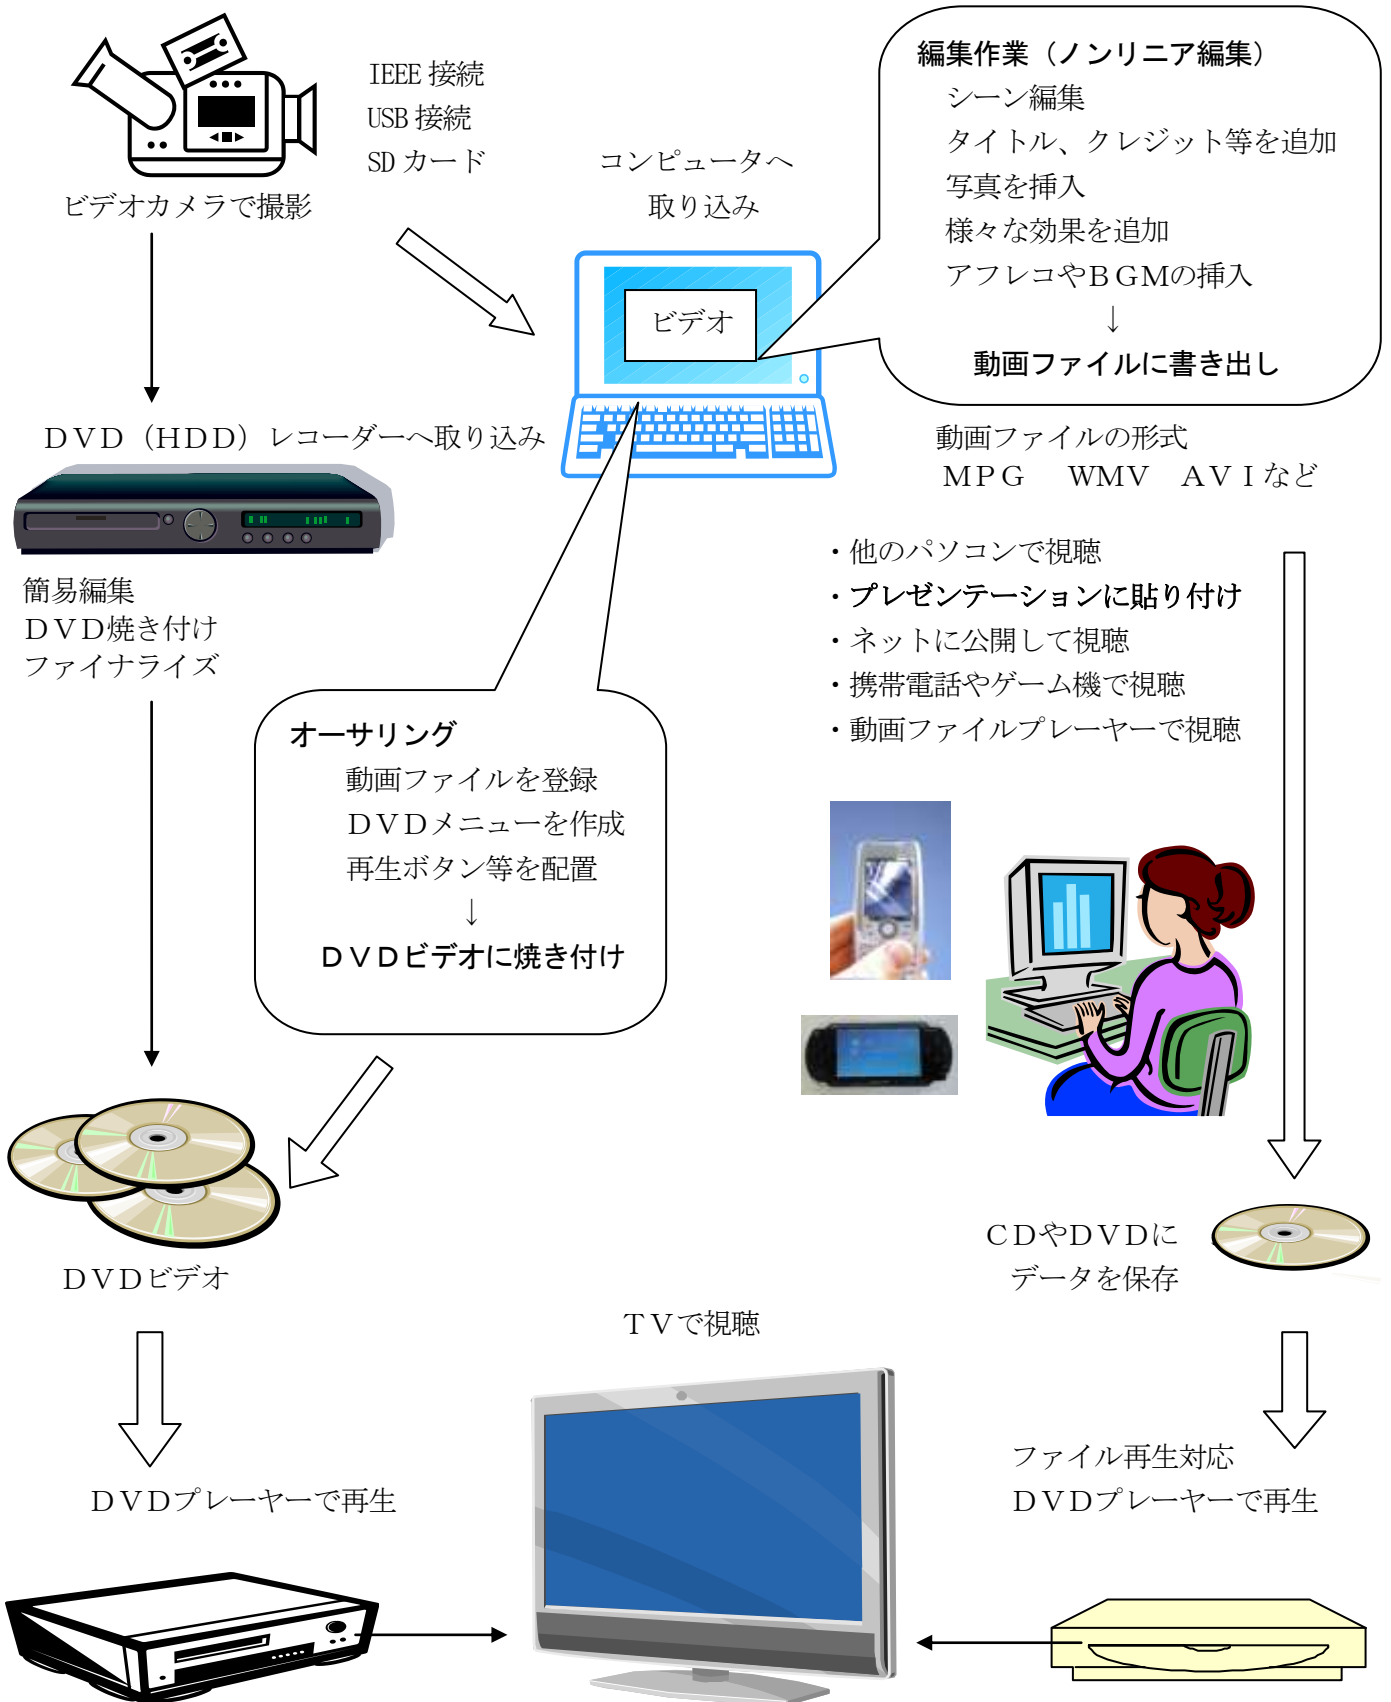 IEEE 接続
USB 接続
SD カード
ビデオカメラで撮影
コンピュータへ
取り込み
ビデオ
編集作業（ノンリニア編集）
シーン編集
タイトル、クレジット等を追加
写真を挿入
様々な効果を追加
アフレコやＢＧＭの挿入
↓
動画ファイルに書き出し
ＤＶＤ（ＨＤＤ）レコーダーへ取り込み
動画ファイルの形式
ＭＰＧ　ＷＭＶ　ＡＶＩなど
簡易編集
ＤＶＤ焼き付け
ファイナライズ
・他のパソコンで視聴
・プレゼンテーションに貼り付け
・ネットに公開して視聴
・携帯電話やゲーム機で視聴
・動画ファイルプレーヤーで視聴
オーサリング
動画ファイルを登録
ＤＶＤメニューを作成
再生ボタン等を配置
↓
ＤＶＤビデオに焼き付け
ＤＶＤビデオ
ＣＤやＤＶＤに
データを保存
ＴＶで視聴
ＤＶＤプレーヤーで再生
ファイル再生対応
ＤＶＤプレーヤーで再生